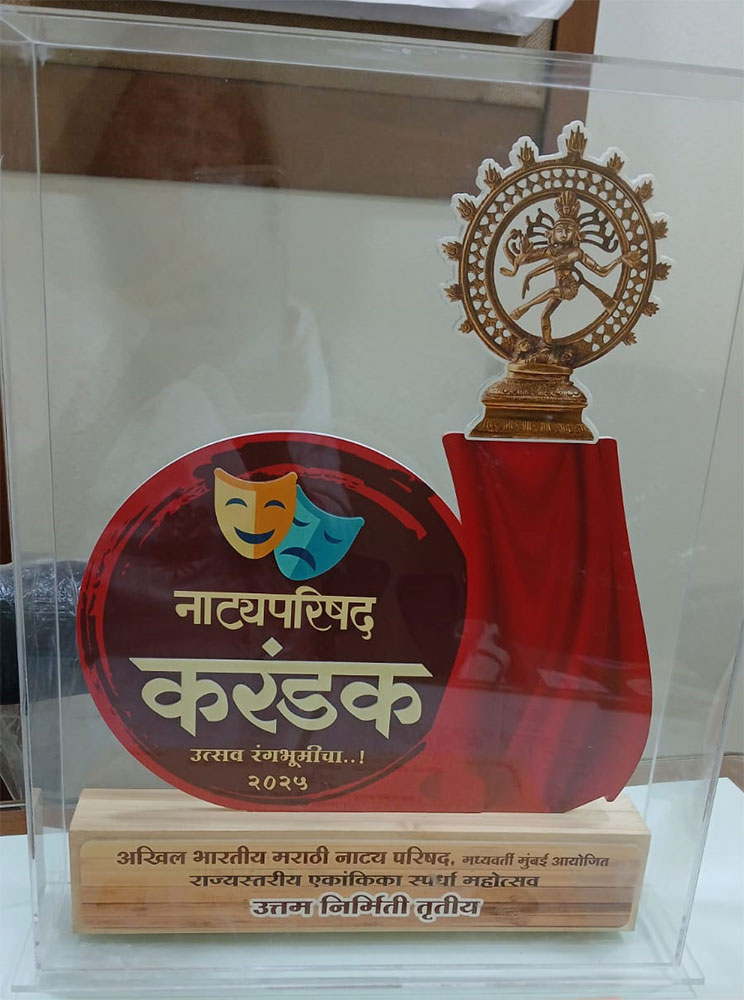 नाट्यपरिषद
करंडक
उत्सव रंगभूमीचा..!
२०२५
अखिल भारतीय मराठी नाट्य परिषद, मध्यवर्ती मुंबई आयोजित
राज्यस्तरीय एकांकिका स्पर्धा महोत्सव
उत्तम निर्मिती तृतीय